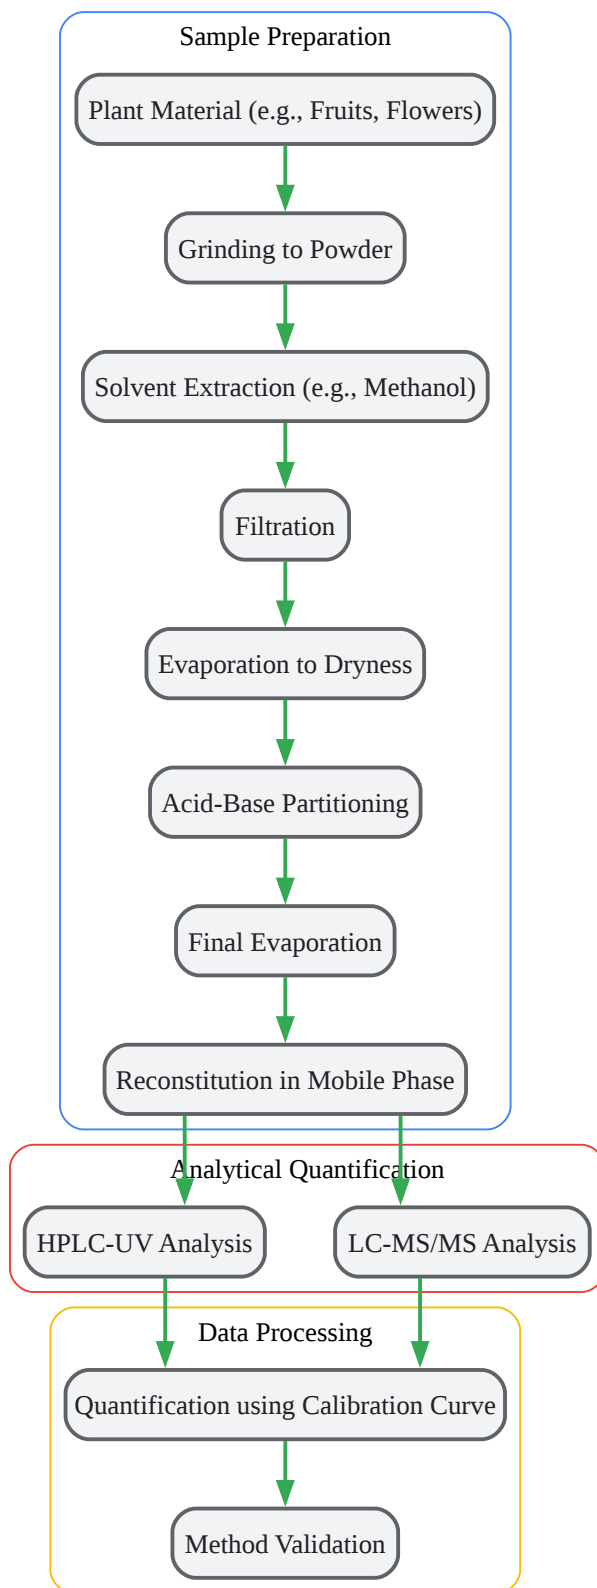 Sample Preparation
Plant Material (e.g., Fruits, Flowers)
Grinding to Powder
Solvent Extraction (e.g., Methanol)
Filtration
Evaporation to Dryness
Acid-Base Partitioning
Final Evaporation
Reconstitution in Mobile Phase
Analytical Quantification
HPLC-UV Analysis
LC-MS/MS Analysis
Data Processing
Quantification using Calibration Curve
Method Validation